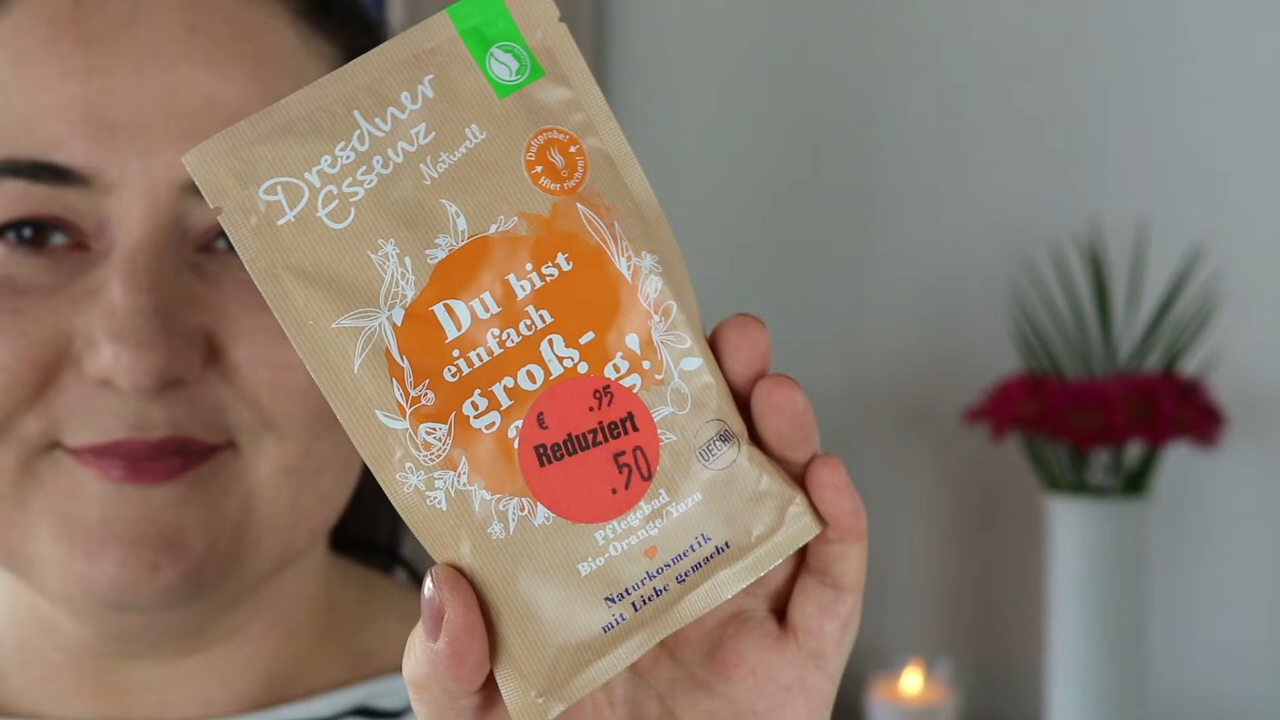 Dresdner
Essenz
Naturell
Duftprobe!
Hier riechen!
Du bist
einfach
groß-
g!
€ .95
Reduziert
.50
VEGAN
Pflegebad
Bio-Orange/Yuzu
Naturkosmetik
mit Liebe gemacht